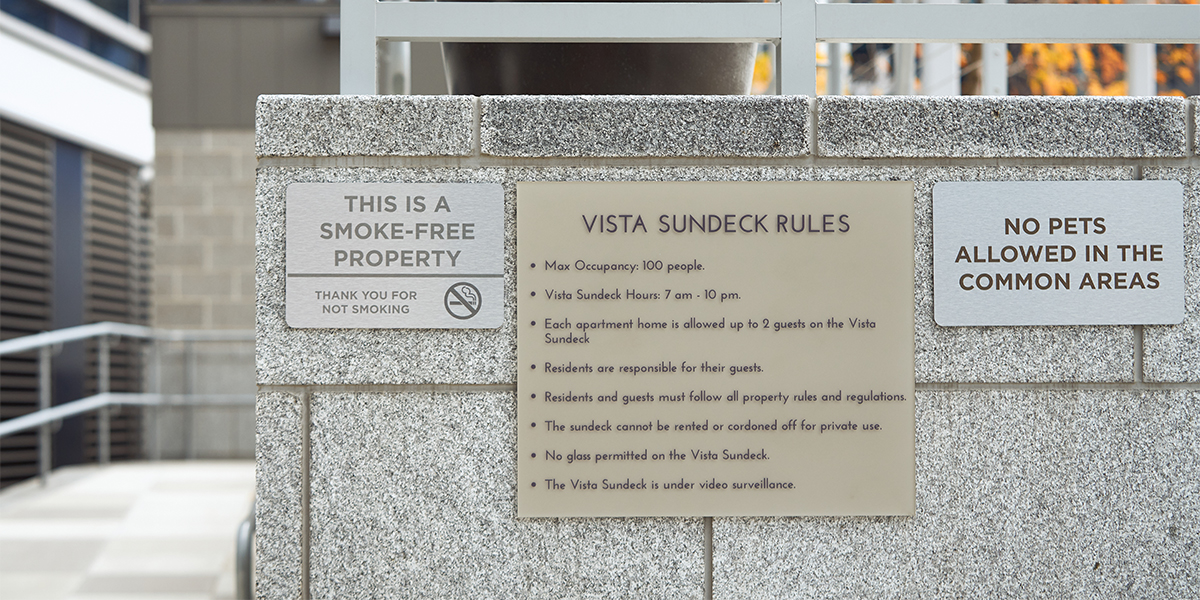 THIS IS A
SMOKE-FREE
PROPERTY
THANK YOU FOR
NOT SMOKING
VISTA SUNDECK RULES
• Max Occupancy: 100 people.
• Vista Sundeck Hours: 7 am - 10 pm.
• Each apartment home is allowed up to 2 guests on the Vista
Sundeck
• Residents are responsible for their guests.
• Residents and guests must follow all property rules and regulations.
• The sundeck cannot be rented or cordoned off for private use.
• No glass permitted on the Vista Sundeck.
• The Vista Sundeck is under video surveillance.
NO PETS
ALLOWED IN THE
COMMON AREAS